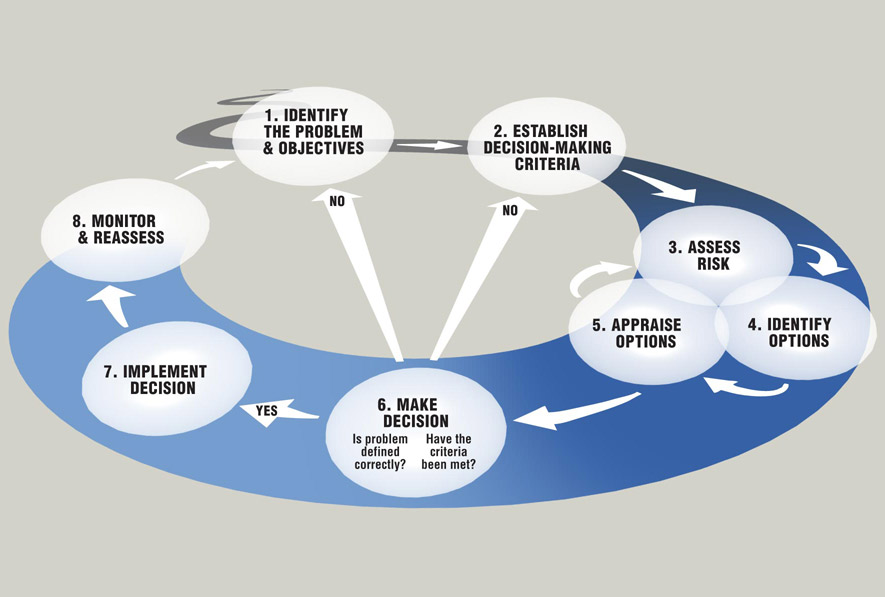 1. IDENTIFY
THE PROBLEM
& OBJECTIVES
2. ESTABLISH
DECISION-MAKING
CRITERIA
3. ASSESS
RISK
4. IDENTIFY
OPTIONS
5. APPRAISE
OPTIONS
6. MAKE
DECISION
Is problem
defined
correctly?
Have the
criteria
been met?
NO
NO
YES
7. IMPLEMENT
DECISION
8. MONITOR
& REASSESS